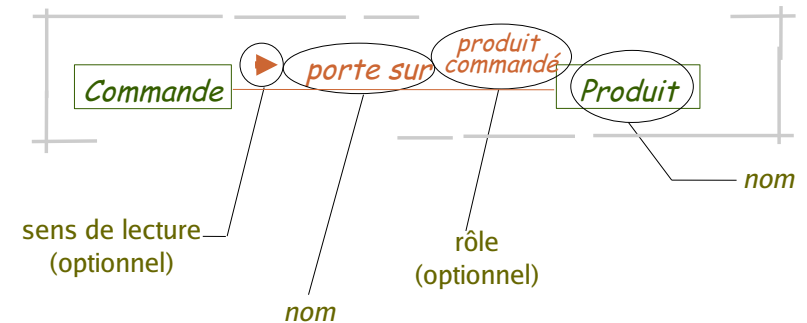 produit
commandé
porte sur
Commande
Produit
nom
sens de lecture
(optionnel)
rôle
(optionnel)
nom